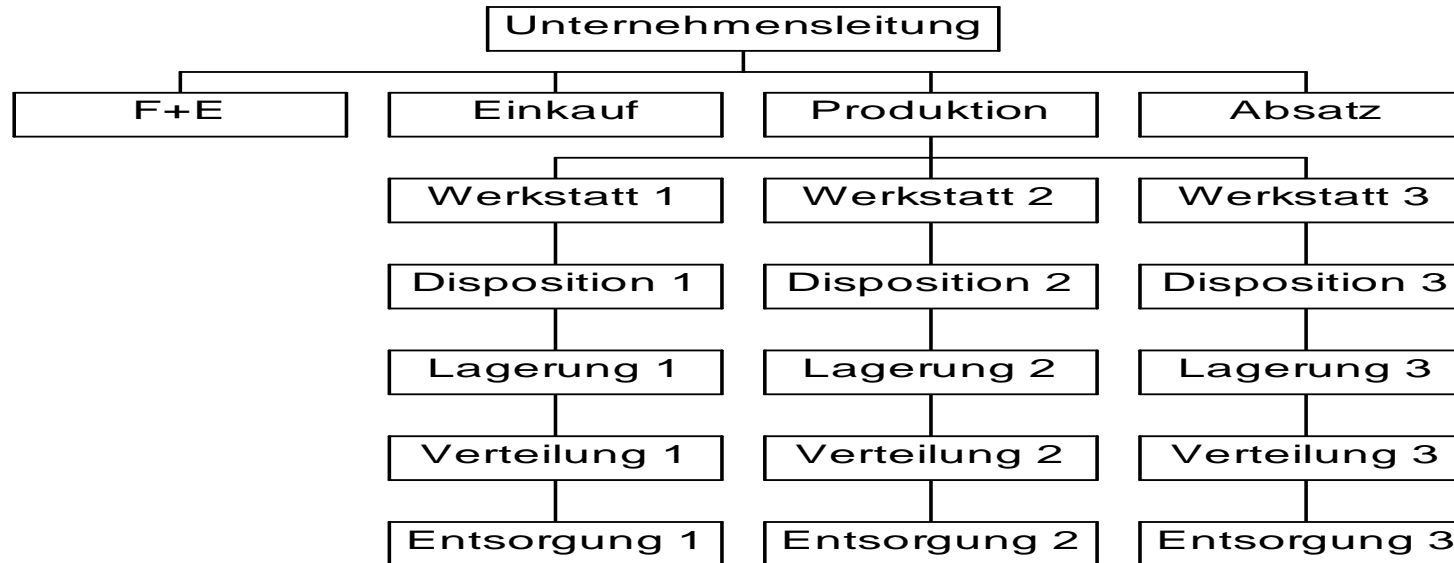 Unternehmensleitung
F+E
Einkauf
Produktion
Absatz
Werkstatt 1
Werkstatt 2
Werkstatt 3
Disposition 1
Disposition 2
Disposition 3
Lagerung 1
Lagerung 2
Lagerung 3
Verteilung 1
Verteilung 2
Verteilung 3
Entsorgung 1
Entsorgung 2
Entsorgung 3